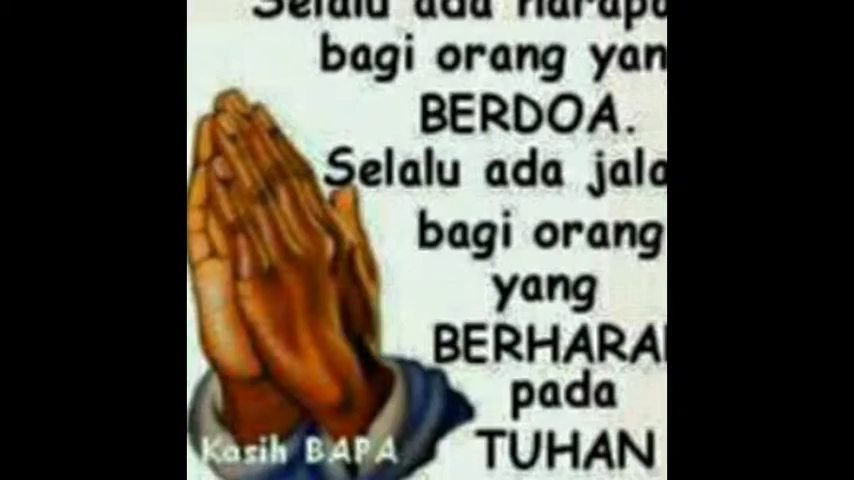 Selalu ada harapa
bagi orang yan
BERDOA.
Selalu ada jala
bagi orang
yang
BERHARA
pada
TUHAN
Kasih BAPA